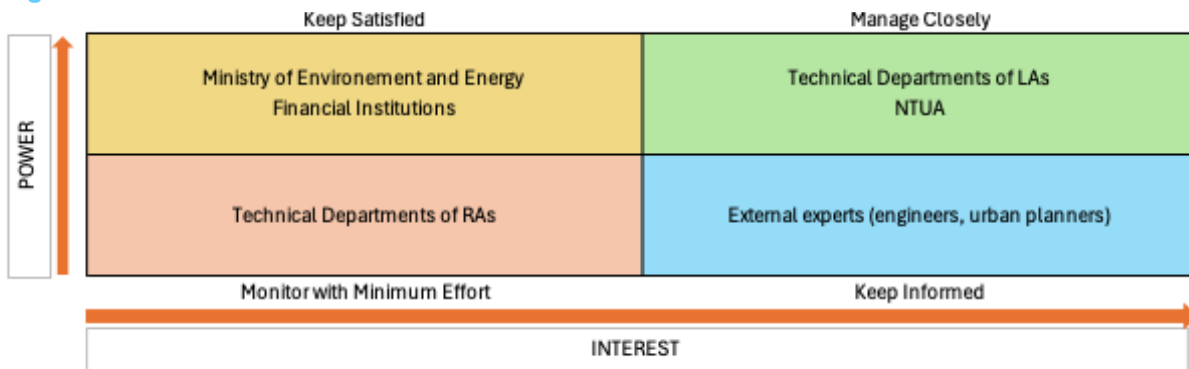 Keep Satisfied
Manage Closely
Ministry of Environement and Energy
Financial Institutions
Technical Departments of LAs
NTUA
POWER
Technical Departments of RAs
External experts (engineers, urban planners)
Monitor with Minimum Effort
Keep Informed
INTEREST